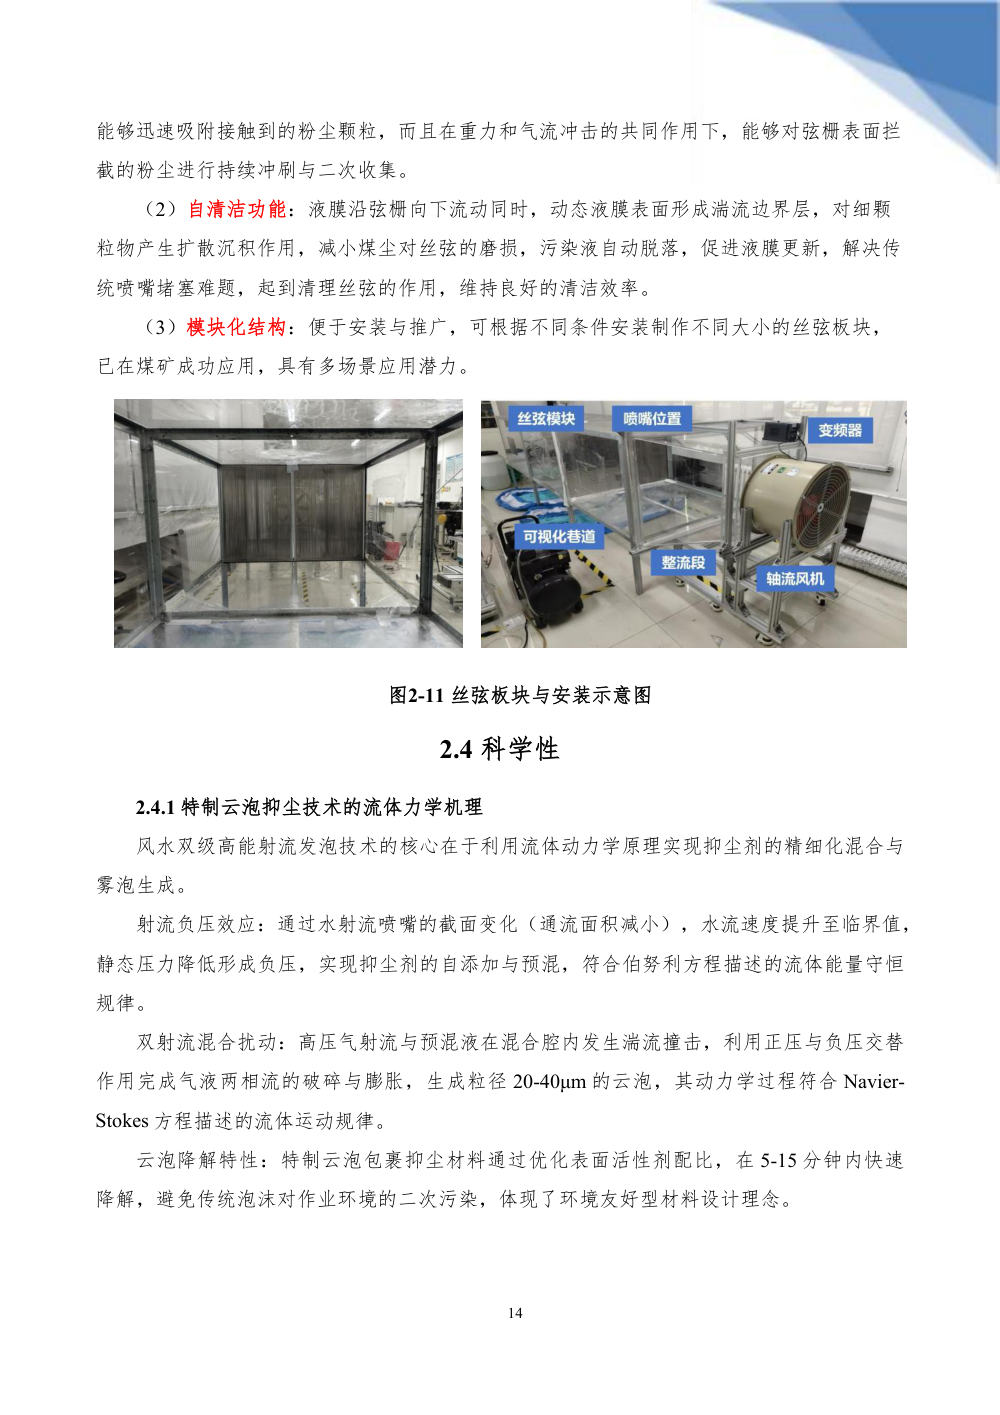 能够迅速吸附接触到的粉尘颗粒，而且在重力和气流冲击的共同作用下，能够对弦栅表面拦
截的粉尘进行持续冲刷与二次收集。
（2）自清洁功能：液膜沿弦栅向下流动同时，动态液膜表面形成湍流边界层，对细颗
粒物产生扩散沉积作用，减小煤尘对丝弦的磨损，污染液自动脱落，促进液膜更新，解决传
统喷嘴堵塞难题，起到清理丝弦的作用，维持良好的清洁效率。
（3）模块化结构：便于安装与推广，可根据不同条件安装制作不同大小的丝弦板块，
已在煤矿成功应用，具有多场景应用潜力。
丝弦模块
喷嘴位置
变频器
可视化巷道
整流段
轴流风机
图2-11 丝弦板块与安装示意图
2.4 科学性
2.4.1 特制云泡抑尘技术的流体力学机理
风水双级高能射流发泡技术的核心在于利用流体动力学原理实现抑尘剂的精细化混合与
雾泡生成。
射流负压效应：通过水射流喷嘴的截面变化（通流面积减小），水流速度提升至临界值，
静态压力降低形成负压，实现抑尘剂的自添加与预混，符合伯努利方程描述的流体能量守恒
规律。
双射流混合扰动：高压气射流与预混液在混合腔内发生湍流撞击，利用正压与负压交替
作用完成气液两相流的破碎与膨胀，生成粒径 20-40μm 的云泡，其动力学过程符合 Navier-
Stokes 方程描述的流体运动规律。
云泡降解特性：特制云泡包裹抑尘材料通过优化表面活性剂配比，在 5-15 分钟内快速
降解，避免传统泡沫对作业环境的二次污染，体现了环境友好型材料设计理念。
14